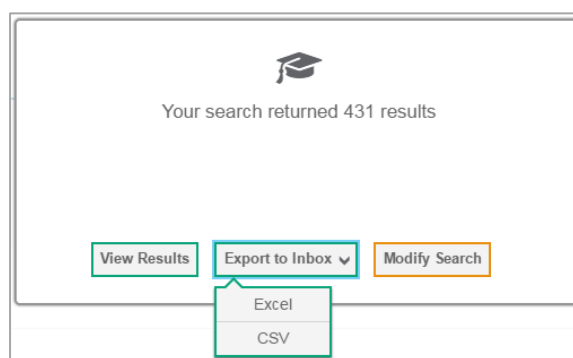 Your search returned 431 results
View Results Export to Inbox Modify Search
Excel
CSV